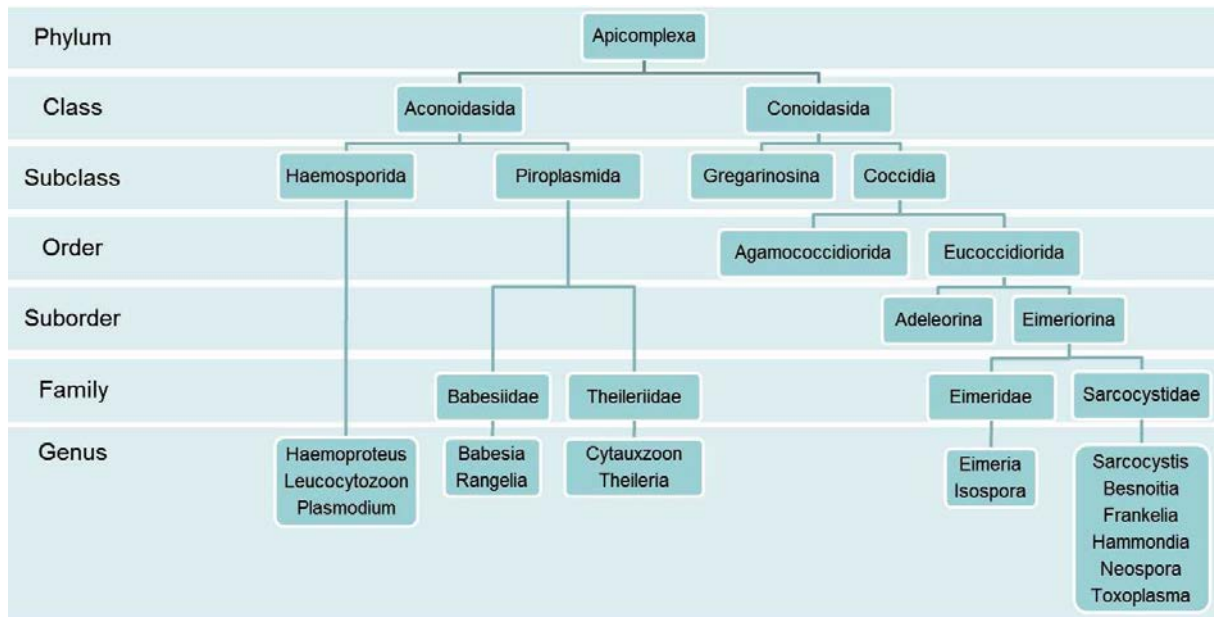 Phylum
Apicomplexa
Class
Aconoidasida
Conoidasida
Subclass
Haemosporida
Piroplasmida
Gregarinosina
Coccidia
Order
Agamococcidiorida
Eucoccidiorida
Suborder
Adeleorina
Eimeriorina
Family
Babesiidae
Theileriidae
Eimeridae
Sarcocystidae
Genus
Haemoproteus
Leucocytozoon
Plasmodium
Babesia
Rangelia
Cytauxzoon
Theileria
Eimeria
Isospora
Sarcocystis
Besnoitia
Frankelia
Hammondia
Neospora
Toxoplasma